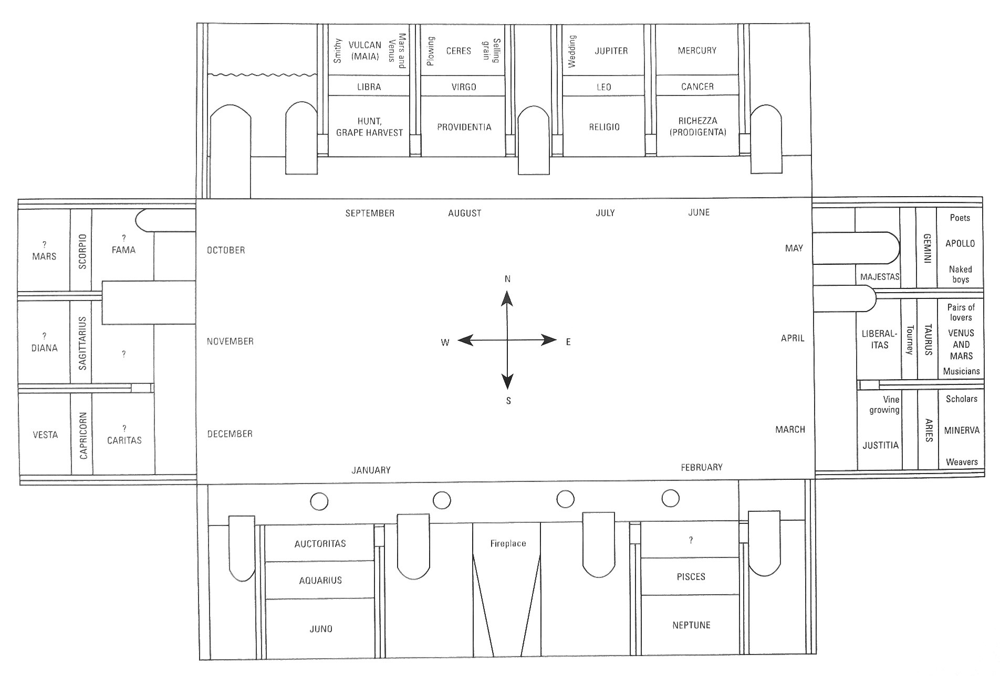 Smithy
VULCAN
(MAIA)
Mars and
Venus
Plowing
CERES
Selling
grain
Wedding
JUPITER
MERCURY
LIBRA
VIRGO
LEO
CANCER
HUNT,
GRAPE HARVEST
PROVIDENTIA
RELIGIO
RICHEZZA
(PRODIGENTA)
SEPTEMBER
AUGUST
JULY
JUNE
?
MARS
SCORPIO
?
FAMA
OCTOBER
?
DIANA
SAGITTARIUS
?
NOVEMBER
VESTA
CAPRICORN
?
CARITAS
DECEMBER
N
W
E
S
MAY
MAJESTAS
GEMINI
Poets
APOLLO
Naked
boys
APRIL
LIBERAL-
ITAS
Tourney
TAURUS
Pairs of
lovers
VENUS
AND
MARS
Musicians
MARCH
Vine
growing
JUSTITIA
ARIES
Scholars
MINERVA
Weavers
JANUARY
FEBRUARY
AUCTORITAS
AQUARIUS
JUNO
Fireplace
?
PISCES
NEPTUNE